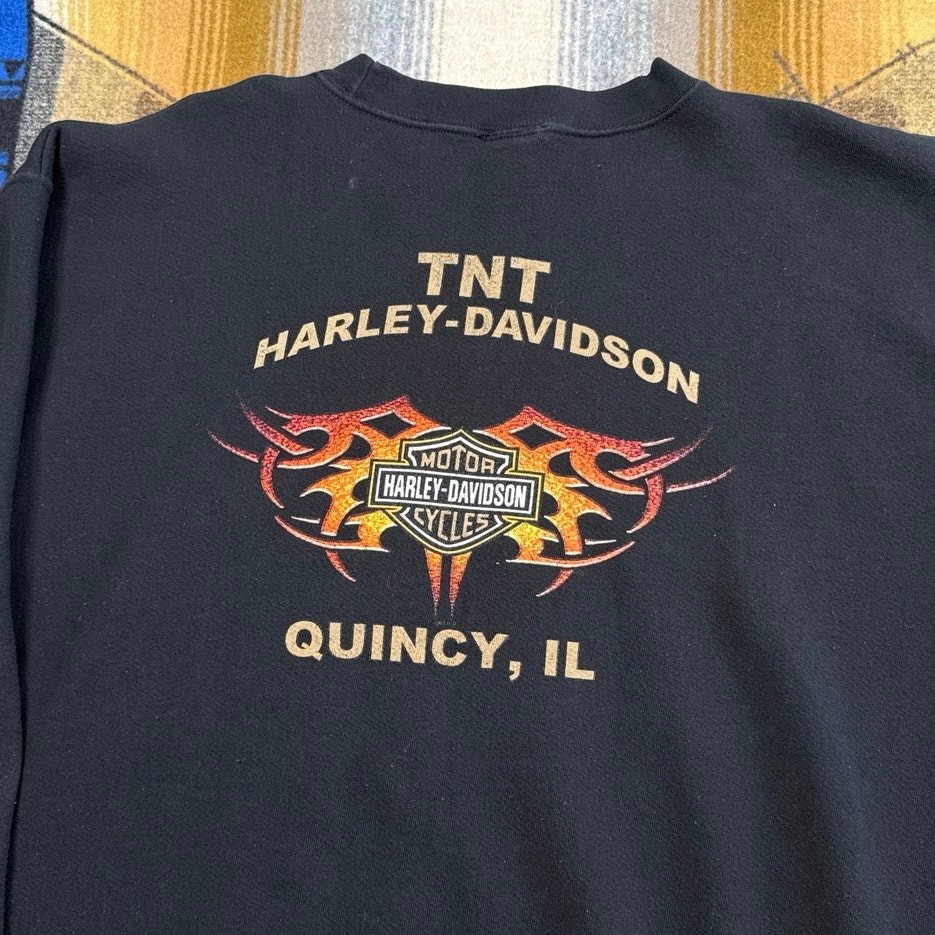 TNT
HARLEY-DAVIDSON
MOTOR
HARLEY-DAVIDSON
CYCLES
QUINCY, IL